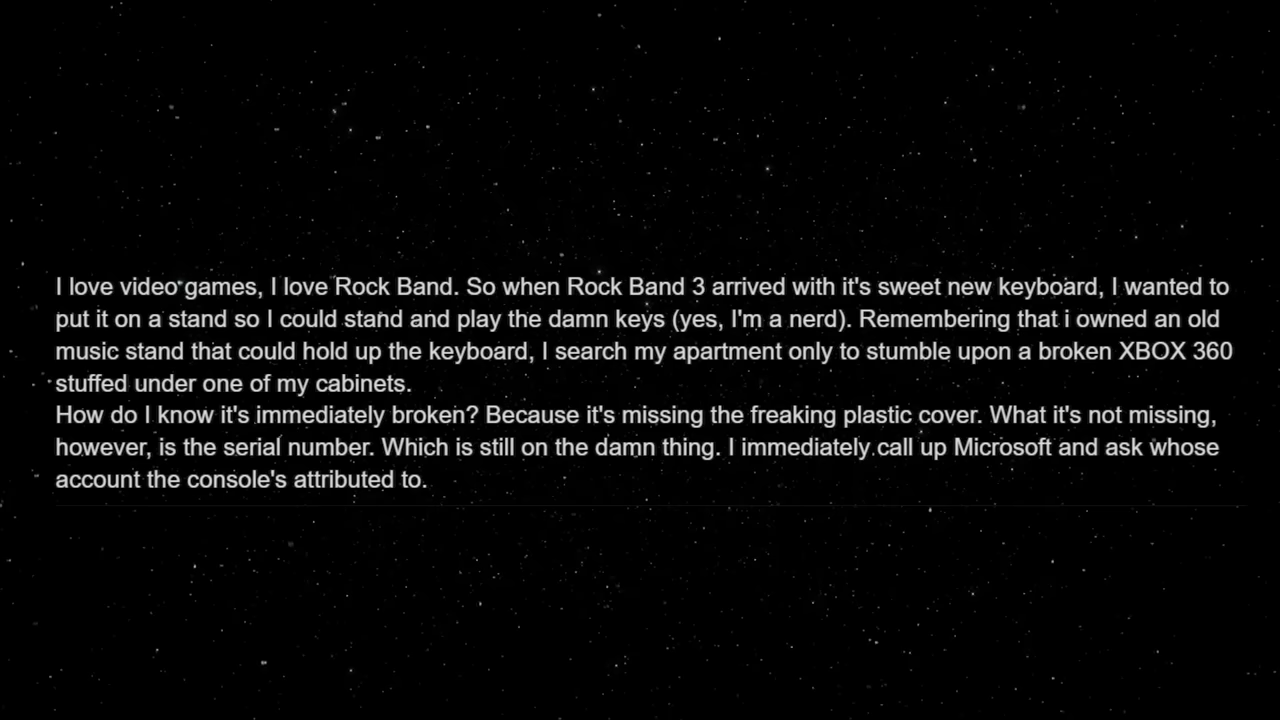 I love video games, I love Rock Band. So when Rock Band 3 arrived with it's sweet new keyboard, I wanted to
put it on a stand so I could stand and play the damn keys (yes, I'm a nerd). Remembering that i owned an old
music stand that could hold up the keyboard, I search my apartment only to stumble upon a broken XBOX 360
stuffed under one of my cabinets.
How do I know it's immediately broken? Because it's missing the freaking plastic cover. What it's not missing,
however, is the serial number. Which is still on the damn thing. I immediately call up Microsoft and ask whose
account the console's attributed to.